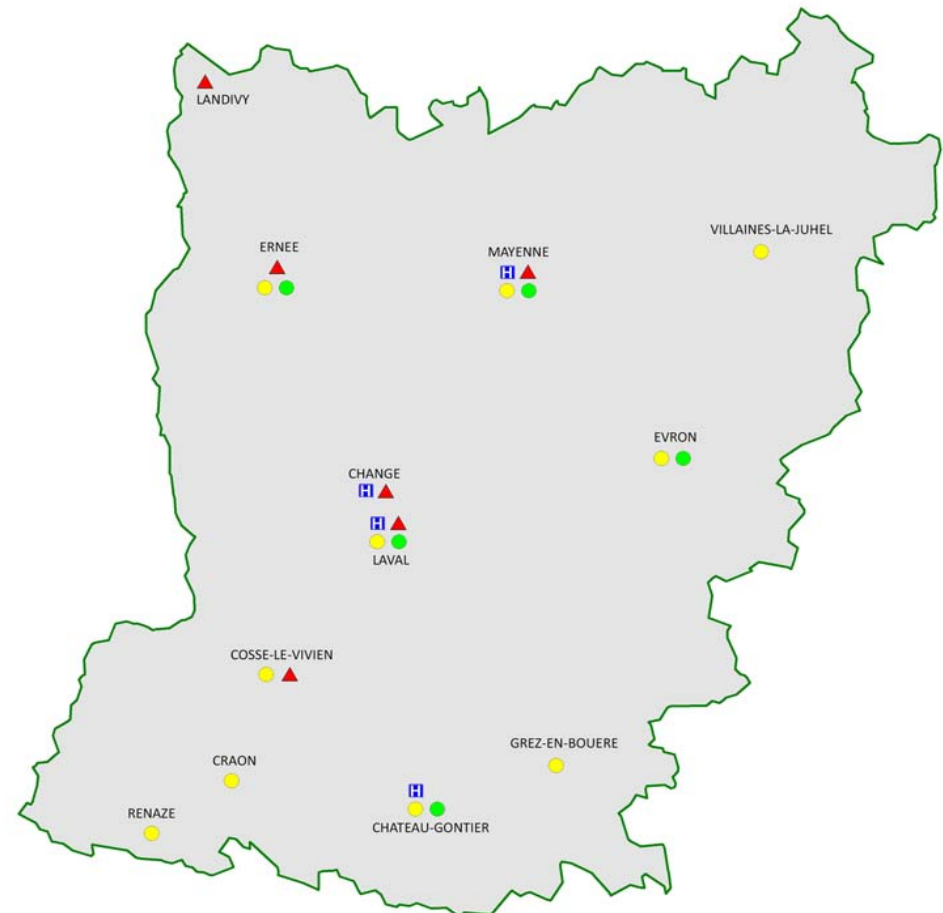 LANDIVY
VILLAINES-LA-JUHEL
ERNEE
MAYENNE
H
EVRON
CHANGE
H
H
LAVAL
COSSE-LE-VIVIEN
GREZ-EN-BOUERE
CRAON
H
RENAZE
CHATEAU-GONTIER